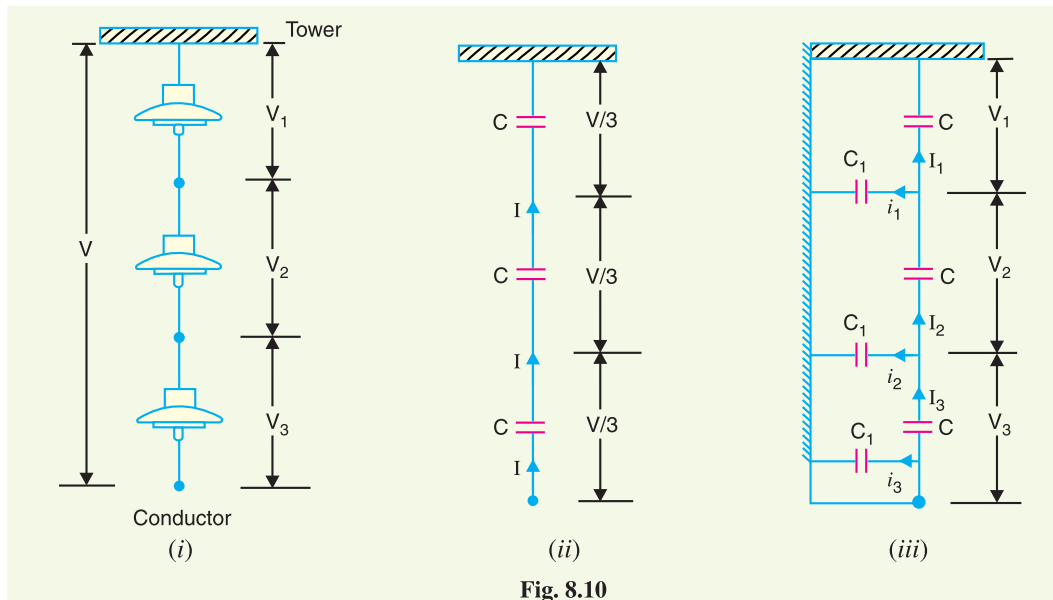 Tower
V
V₁
V₂
V₃
Conductor
(i)
C
V/3
I
C
V/3
I
C
V/3
I
(ii)
C
V₁
C₁
I₁
i₁
C
V₂
C₁
I₂
i₂
I₃
C
V₃
C₁
i₃
(iii)
Fig. 8.10